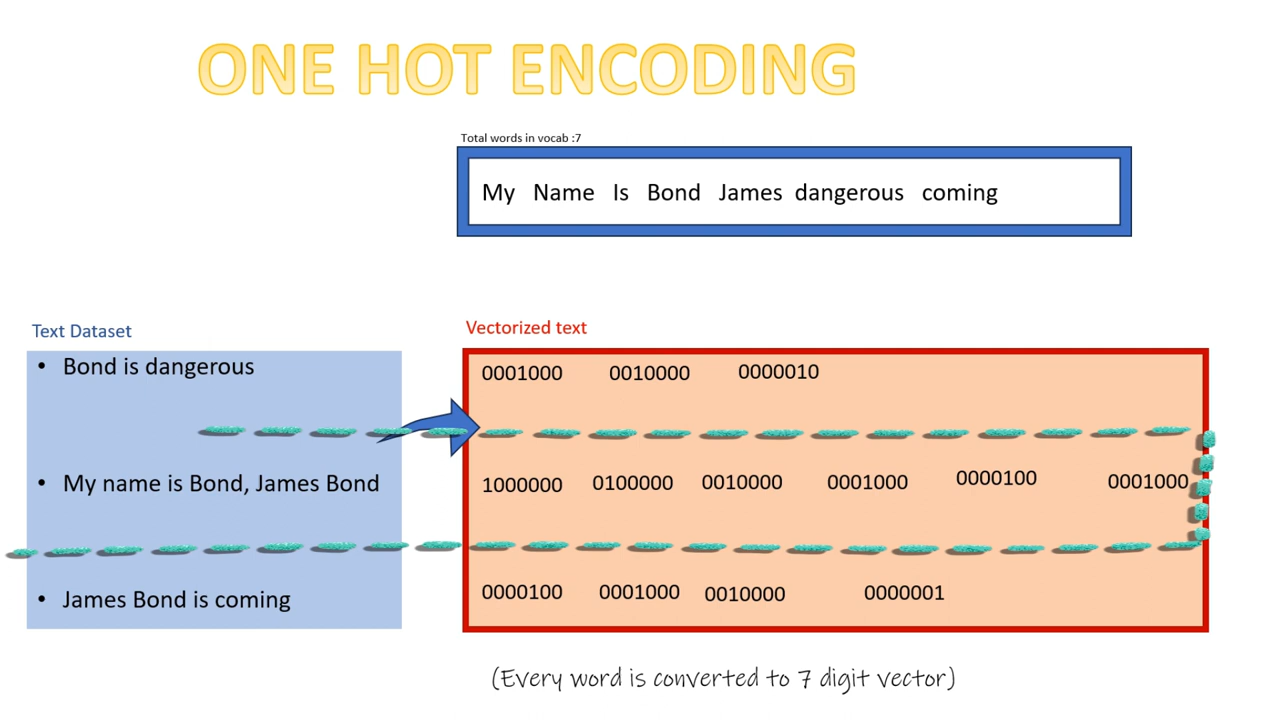 ONE HOT ENCODING
Total words in vocab :7
My Name Is Bond James dangerous coming
Text Dataset
Vectorized text
• Bond is dangerous
0001000 0010000 0000010
• My name is Bond, James Bond
1000000 0100000 0010000 0001000 0000100 0001000
• James Bond is coming
0000100 0001000 0010000 0000001
(Every word is converted to 7 digit vector)